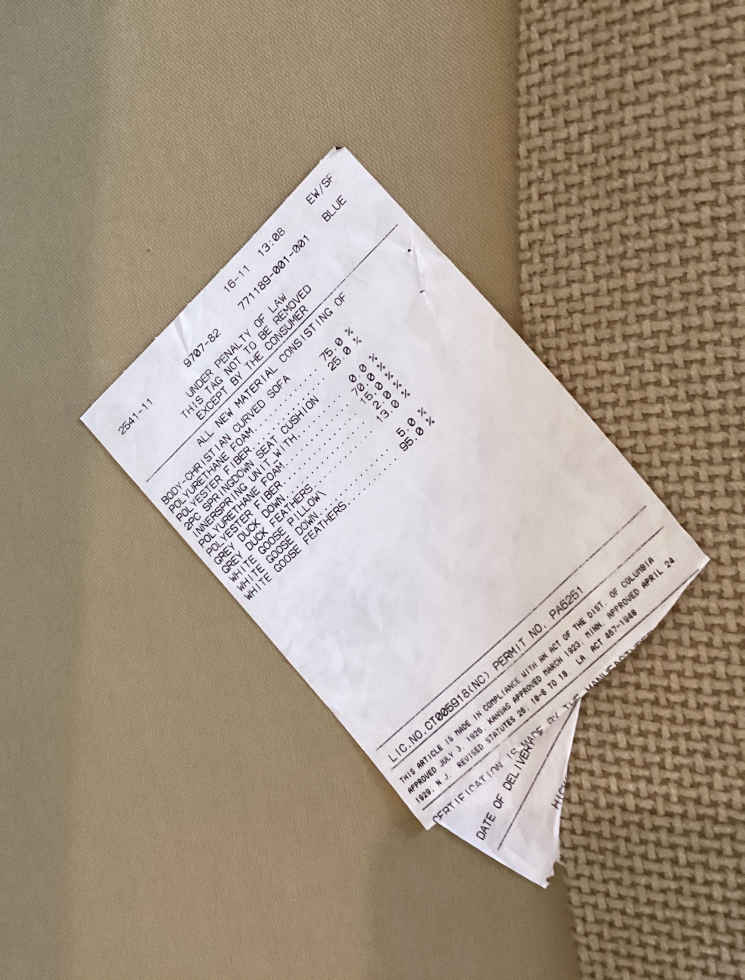 2541-11 9707-82 16-11 13:08 EW/SF
771189-001-001 BLUE
UNDER PENALTY OF LAW
THIS TAG NOT TO BE REMOVED
EXCEPT BY THE CONSUMER
ALL NEW MATERIAL CONSISTING OF
BODY-CHRISTIAN CURVED SOFA
POLYURETHANE FOAM 75.0 %
POLYESTER FIBER 25.0 %
2PC SPRINGDOWN SEAT CUSHION
INNERSPRING UNIT WITH 0.0 %
POLYURETHANE FOAM 70.0 %
POLYESTER FIBER 15.0 %
GREY DUCK DOWN 2.0 %
GREY DUCK FEATHERS 13.0 %
WHITE GOOSE PILLOW\
WHITE GOOSE DOWN 5.0 %
WHITE GOOSE FEATHERS 95.0 %
LIC.NO.CT005918(NC) PERMIT NO. PA5251
THIS ARTICLE IS MADE IN COMPLIANCE WITH AN ACT OF THE DIST. OF COLUMBIA
APPROVED JULY 3, 1926, KANSAS APPROVED MARCH 1923, MINN. APPROVED APRIL 24
1929, N.J. REVISED STATUTES 26, 10-6 TO 18 LA ACT 467-1948
CERTIFICATION IS MADE BY THE
DATE OF DELIVERY